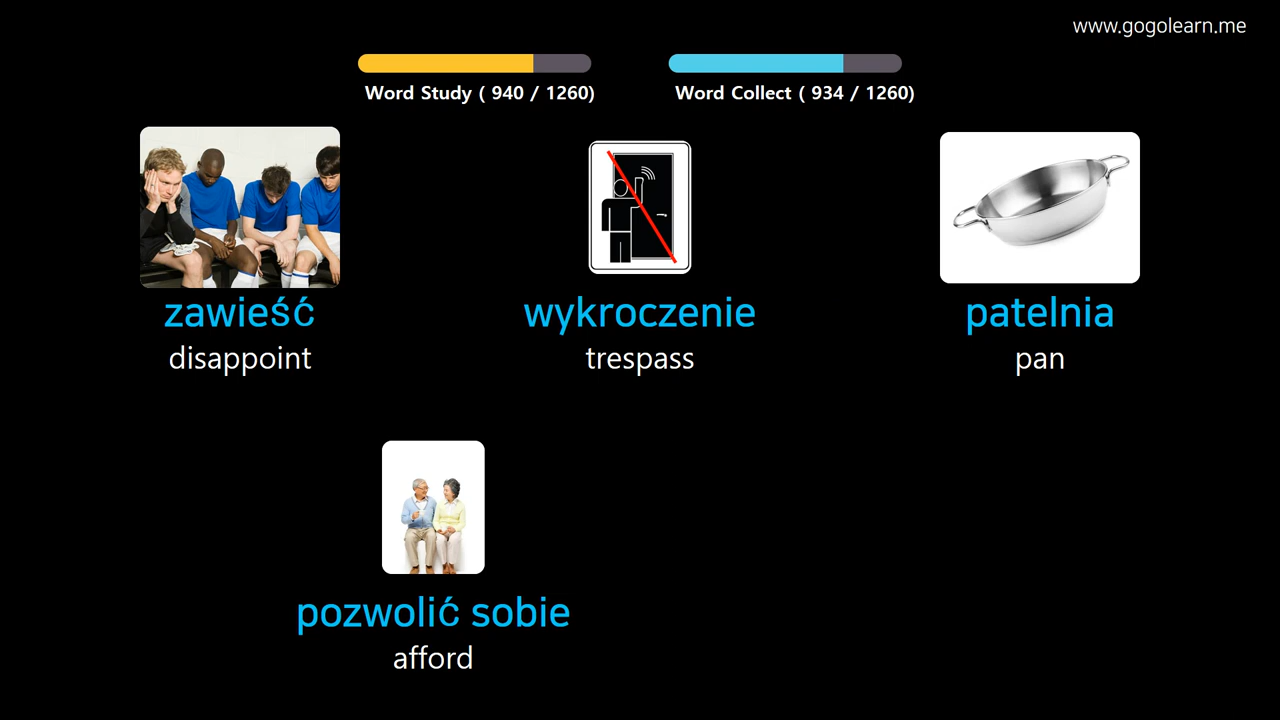 www.gogolearn.me
Word Study ( 940 / 1260)
Word Collect ( 934 / 1260)
zawieść
disappoint
wykroczenie
trespass
patelnia
pan
pozwolić sobie
afford